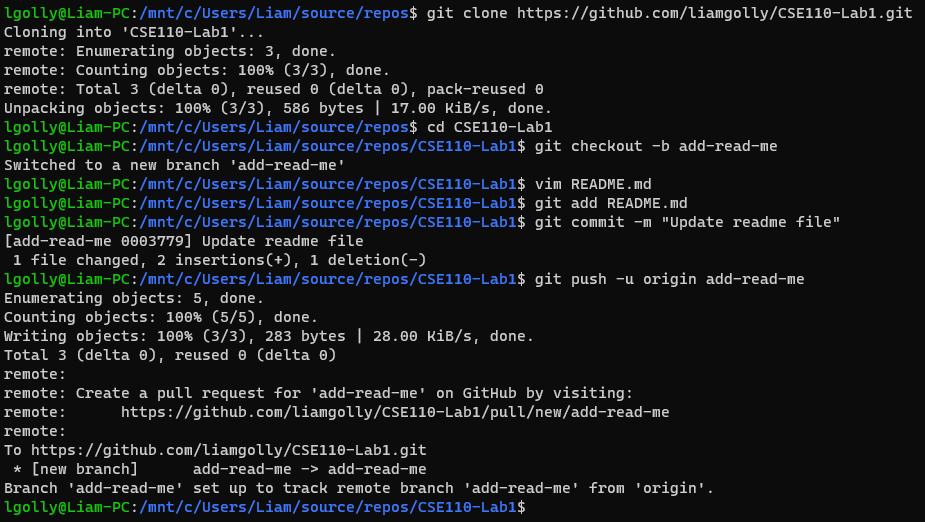 lgolly@Liam-PC:/mnt/c/Users/Liam/source/repos$ git clone https://github.com/liamgolly/CSE110-Lab1.git
Cloning into 'CSE110-Lab1'...
remote: Enumerating objects: 3, done.
remote: Counting objects: 100% (3/3), done.
remote: Total 3 (delta 0), reused 0 (delta 0), pack-reused 0
Unpacking objects: 100% (3/3), 586 bytes | 17.00 KiB/s, done.
lgolly@Liam-PC:/mnt/c/Users/Liam/source/repos$ cd CSE110-Lab1
lgolly@Liam-PC:/mnt/c/Users/Liam/source/repos/CSE110-Lab1$ git checkout -b add-read-me
Switched to a new branch 'add-read-me'
lgolly@Liam-PC:/mnt/c/Users/Liam/source/repos/CSE110-Lab1$ vim README.md
lgolly@Liam-PC:/mnt/c/Users/Liam/source/repos/CSE110-Lab1$ git add README.md
lgolly@Liam-PC:/mnt/c/Users/Liam/source/repos/CSE110-Lab1$ git commit -m "Update readme file"
[add-read-me 0003779] Update readme file
 1 file changed, 2 insertions(+), 1 deletion(-)
lgolly@Liam-PC:/mnt/c/Users/Liam/source/repos/CSE110-Lab1$ git push -u origin add-read-me
Enumerating objects: 5, done.
Counting objects: 100% (5/5), done.
Writing objects: 100% (3/3), 283 bytes | 28.00 KiB/s, done.
Total 3 (delta 0), reused 0 (delta 0)
remote:
remote: Create a pull request for 'add-read-me' on GitHub by visiting:
remote:      https://github.com/liamgolly/CSE110-Lab1/pull/new/add-read-me
remote:
To https://github.com/liamgolly/CSE110-Lab1.git
 * [new branch]      add-read-me -> add-read-me
Branch 'add-read-me' set up to track remote branch 'add-read-me' from 'origin'.
lgolly@Liam-PC:/mnt/c/Users/Liam/source/repos/CSE110-Lab1$